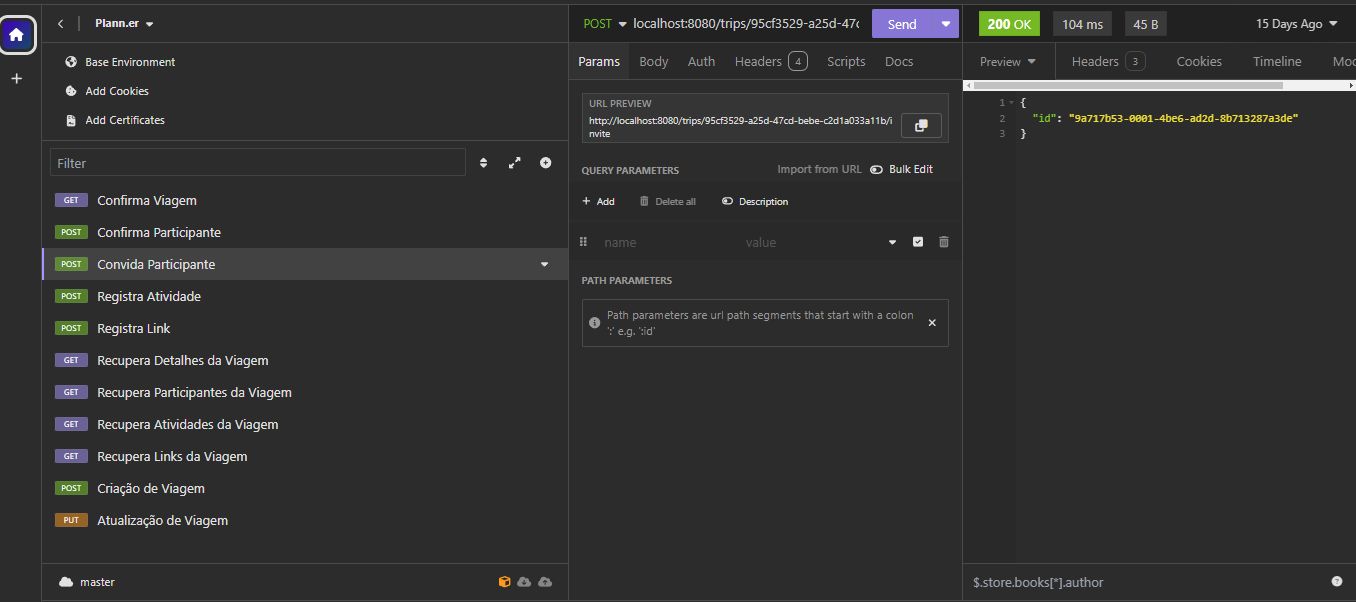 Plann.er
Base Environment
Add Cookies
Add Certificates
Filter
GET Confirma Viagem
POST Confirma Participante
POST Convida Participante
POST Registra Atividade
POST Registra Link
GET Recupera Detalhes da Viagem
GET Recupera Participantes da Viagem
GET Recupera Atividades da Viagem
GET Recupera Links da Viagem
POST Criação de Viagem
PUT Atualização de Viagem
master
POST localhost:8080/trips/95cf3529-a25d-47c Send
Params Body Auth Headers 4 Scripts Docs
URL PREVIEW
http://localhost:8080/trips/95cf3529-a25d-47cd-bebe-c2d1a033a11b/i
nvite
QUERY PARAMETERS Import from URL Bulk Edit
+ Add Delete all Description
name value
PATH PARAMETERS
Path parameters are url path segments that start with a colon
':' e.g. ':id'
200 OK 104 ms 45 B 15 Days Ago
Preview Headers 3 Cookies Timeline Moc
1 {
2 "id": "9a717b53-0001-4be6-ad2d-8b713287a3de"
3 }
$.store.books[*].author